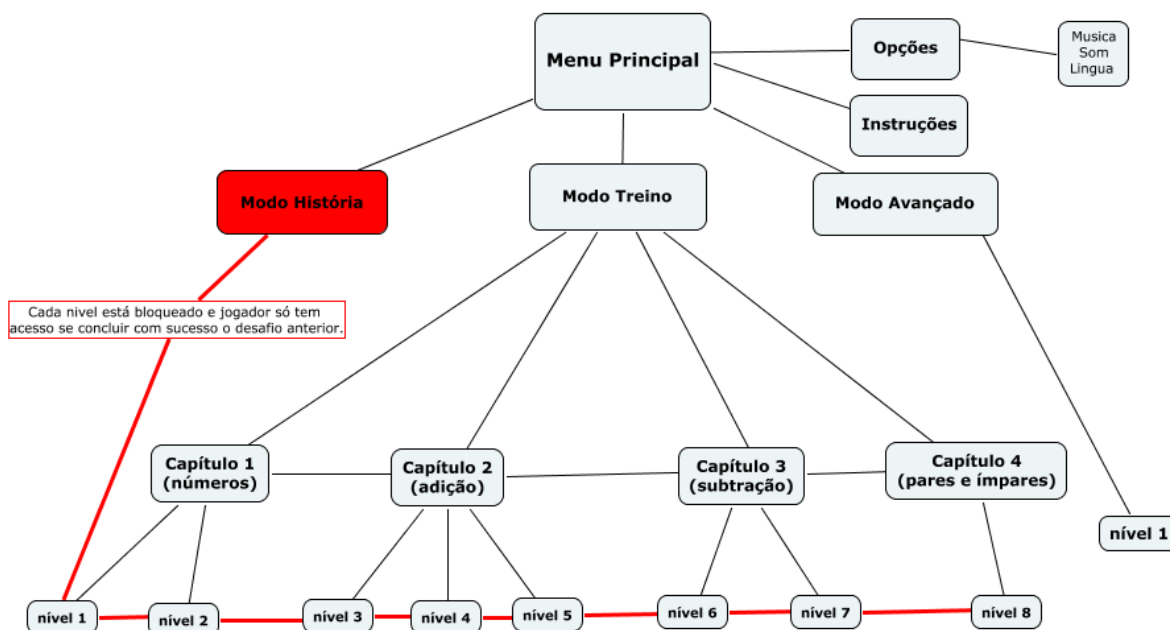 Menu Principal
Opções
Musica
Som
Lingua
Instruções
Modo História
Modo Treino
Modo Avançado
Cada nivel está bloqueado e jogador só tem
acesso se concluir com sucesso o desafio anterior.
Capítulo 1
(números)
Capítulo 2
(adição)
Capítulo 3
(subtração)
Capítulo 4
(pares e ímpares)
nível 1
nível 1
nível 2
nível 3
nível 4
nível 5
nível 6
nível 7
nível 8